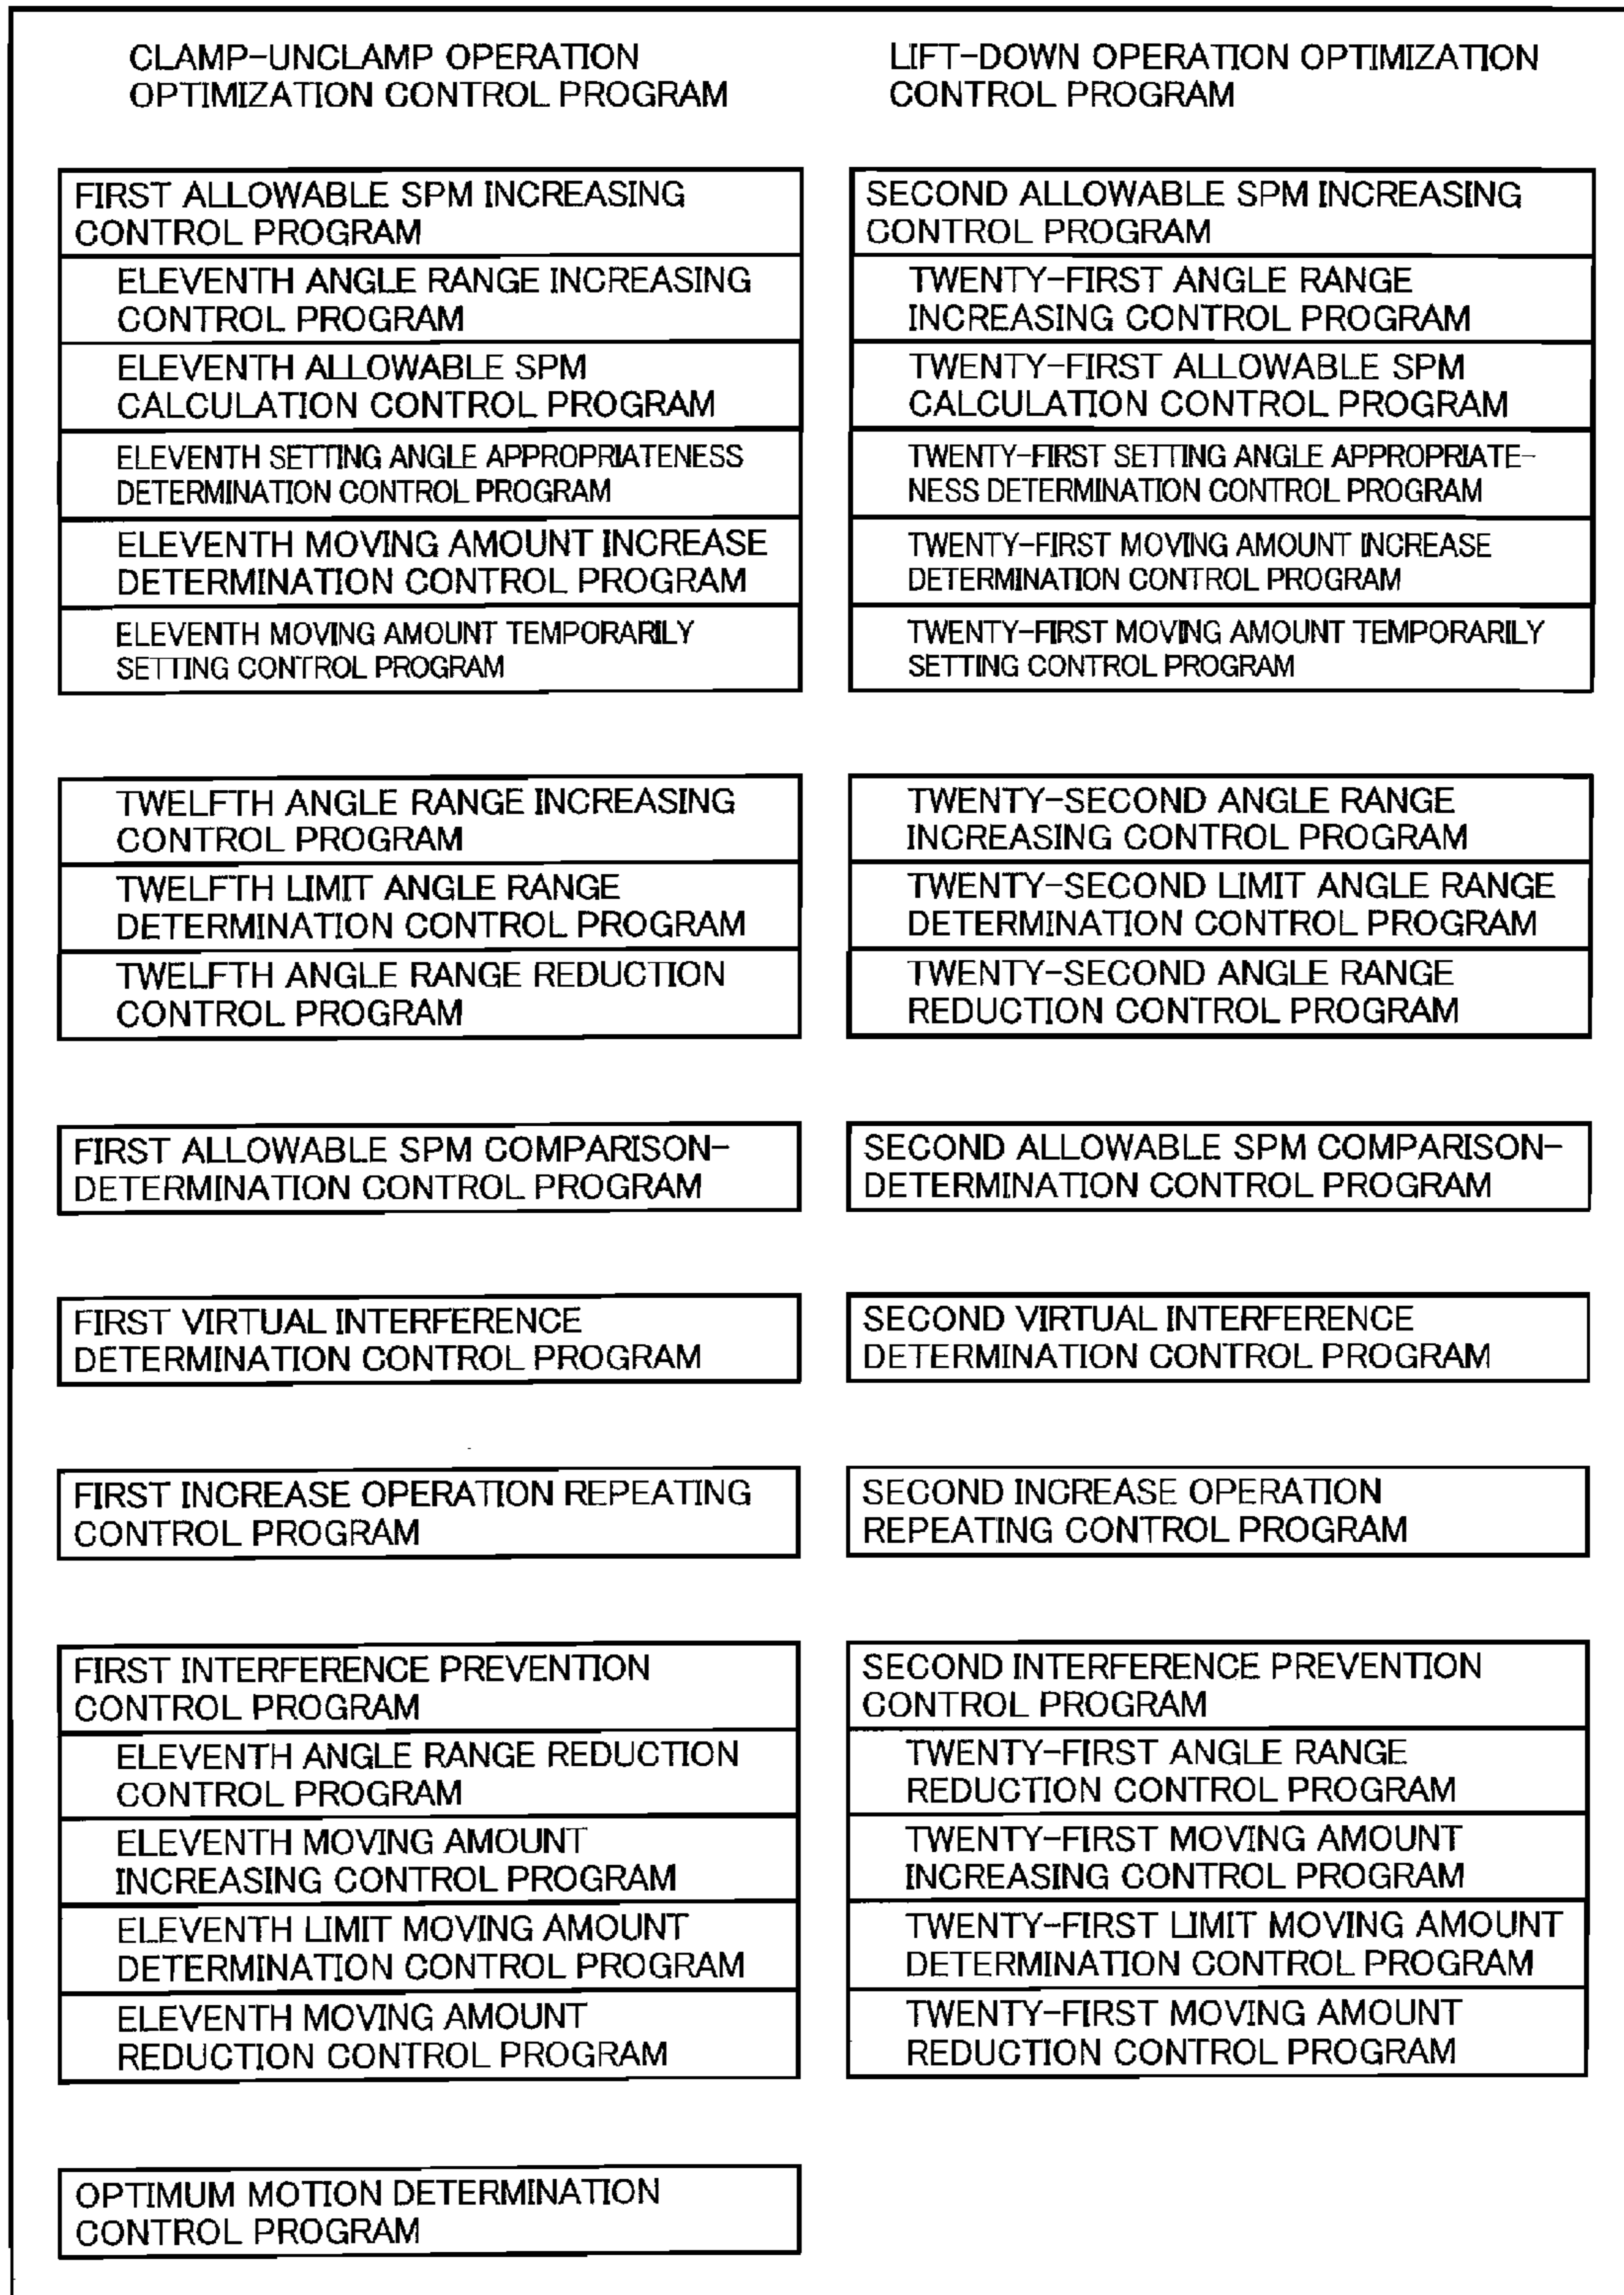 CLAMP-UNCLAMP OPERATION
OPTIMIZATION CONTROL PROGRAM
FIRST ALLOWABLE SPM INCREASING
CONTROL PROGRAM
ELEVENTH ANGLE RANGE INCREASING
CONTROL PROGRAM
ELEVENTH ALLOWABLE SPM
CALCULATION CONTROL PROGRAM
ELEVENTH SETTING ANGLE APPROPRIATENESS
DETERMINATION CONTROL PROGRAM
ELEVENTH MOVING AMOUNT INCREASE
DETERMINATION CONTROL PROGRAM
ELEVENTH MOVING AMOUNT TEMPORARILY
SETTING CONTROL PROGRAM
TWELFTH ANGLE RANGE INCREASING
CONTROL PROGRAM
TWELFTH LIMIT ANGLE RANGE
DETERMINATION CONTROL PROGRAM
TWELFTH ANGLE RANGE REDUCTION
CONTROL PROGRAM
FIRST ALLOWABLE SPM COMPARISON-
DETERMINATION CONTROL PROGRAM
FIRST VIRTUAL INTERFERENCE
DETERMINATION CONTROL PROGRAM
FIRST INCREASE OPERATION REPEATING
CONTROL PROGRAM
FIRST INTERFERENCE PREVENTION
CONTROL PROGRAM
ELEVENTH ANGLE RANGE REDUCTION
CONTROL PROGRAM
ELEVENTH MOVING AMOUNT
INCREASING CONTROL PROGRAM
ELEVENTH LIMIT MOVING AMOUNT
DETERMINATION CONTROL PROGRAM
ELEVENTH MOVING AMOUNT
REDUCTION CONTROL PROGRAM
OPTIMUM MOTION DETERMINATION
CONTROL PROGRAM
LIFT-DOWN OPERATION OPTIMIZATION
CONTROL PROGRAM
SECOND ALLOWABLE SPM INCREASING
CONTROL PROGRAM
TWENTY-FIRST ANGLE RANGE
INCREASING CONTROL PROGRAM
TWENTY-FIRST ALLOWABLE SPM
CALCULATION CONTROL PROGRAM
TWENTY-FIRST SETTING ANGLE APPROPRIATE-
NESS DETERMINATION CONTROL PROGRAM
TWENTY-FIRST MOVING AMOUNT INCREASE
DETERMINATION CONTROL PROGRAM
TWENTY-FIRST MOVING AMOUNT TEMPORARILY
SETTING CONTROL PROGRAM
TWENTY-SECOND ANGLE RANGE
INCREASING CONTROL PROGRAM
TWENTY-SECOND LIMIT ANGLE RANGE
DETERMINATION CONTROL PROGRAM
TWENTY-SECOND ANGLE RANGE
REDUCTION CONTROL PROGRAM
SECOND ALLOWABLE SPM COMPARISON-
DETERMINATION CONTROL PROGRAM
SECOND VIRTUAL INTERFERENCE
DETERMINATION CONTROL PROGRAM
SECOND INCREASE OPERATION
REPEATING CONTROL PROGRAM
SECOND INTERFERENCE PREVENTION
CONTROL PROGRAM
TWENTY-FIRST ANGLE RANGE
REDUCTION CONTROL PROGRAM
TWENTY-FIRST MOVING AMOUNT
INCREASING CONTROL PROGRAM
TWENTY-FIRST LIMIT MOVING AMOUNT
DETERMINATION CONTROL PROGRAM
TWENTY-FIRST MOVING AMOUNT
REDUCTION CONTROL PROGRAM